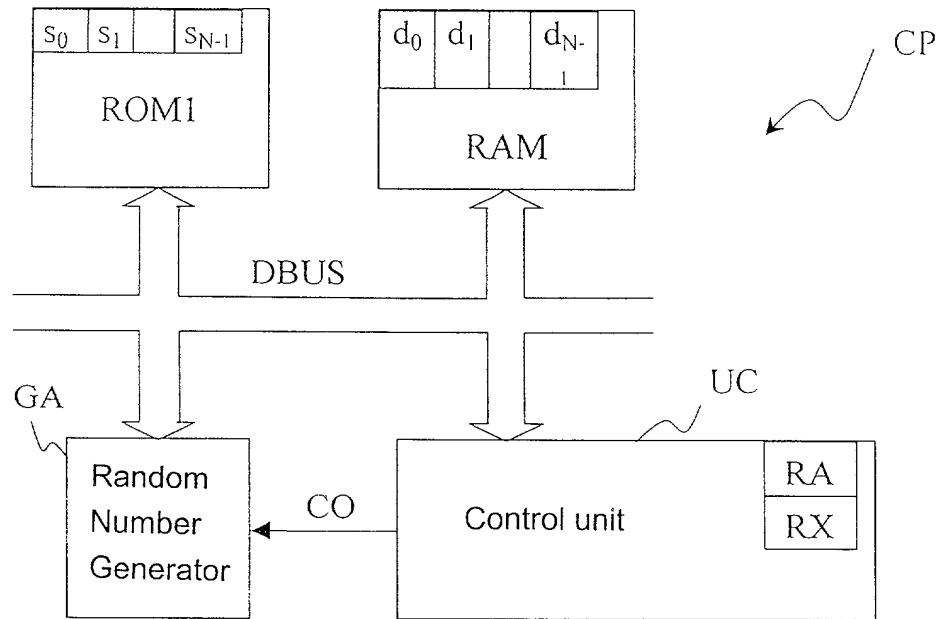 s0 s1 sN-1
ROM1
d0 d1 dN-
1
RAM
CP
DBUS
GA
UC
Random
Number
Generator
CO
Control unit
RA
RX